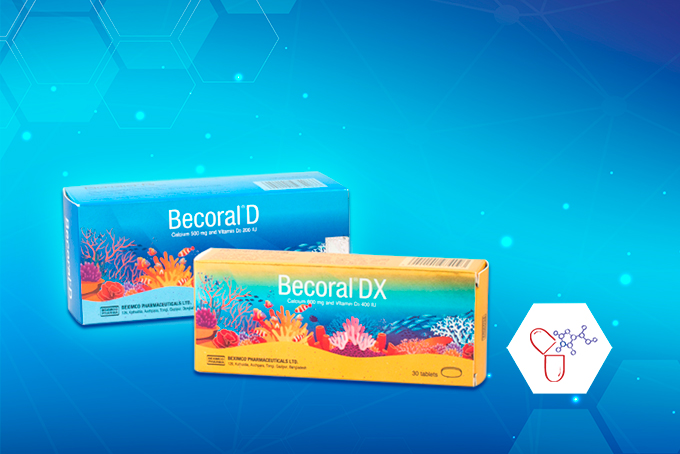 Becoral® D
Calcium 500 mg and Vitamin D3 200 IU
Becoral D
BEXIMCO PHARMACEUTICALS LTD.
Becoral® DX
Calcium 600 mg and Vitamin D3 400 IU
BEXIMCO PHARMACEUTICALS LTD.
30 tablets